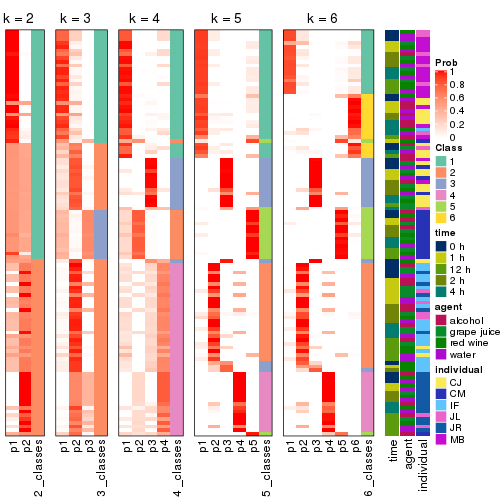 k = 2 k = 3 k = 4 k = 5 k = 6
Prob
1
0.8
0.6
0.4
0.2
0
Class
1
2
3
4
5
6
time
0 h
1 h
12 h
2 h
4 h
agent
alcohol
grape juice
red wine
water
individual
CJ
CM
IF
JL
JR
MB
p1 p2 2_classes p1 p2 p3 3_classes p1 p2 p3 p4 4_classes p1 p2 p3 p4 p5 5_classes p1 p2 p3 p4 p5 p6 6_classes time agent individual